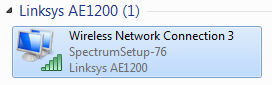 Linksys AE1200 (1)
Wireless Network Connection 3
SpectrumSetup-76
Linksys AE1200